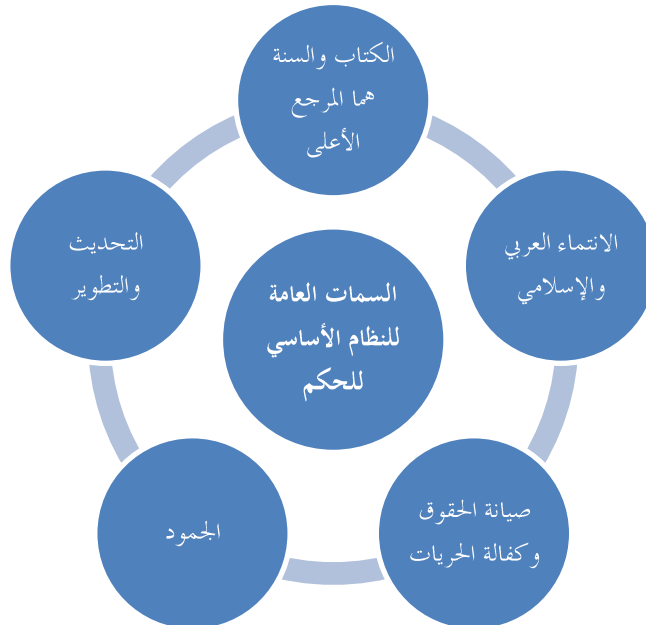 الكتاب والسنة
هما المرجع
الأعلى
الانتماء العربي
والإسلامي
صيانة الحقوق
وكفالة الحريات
الجمود
التحديث
والتطوير
السمات العامة
للنظام الأساسي
للحكم